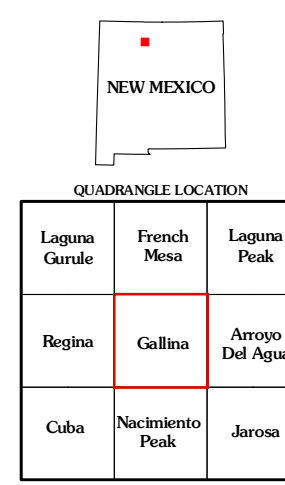 NEW MEXICO
QUADRANGLE LOCATION
Laguna
Gurule
French
Mesa
Laguna
Peak
Regina
Gallina
Arroyo
Del Agua
Cuba
Nacimiento
Peak
Jarosa